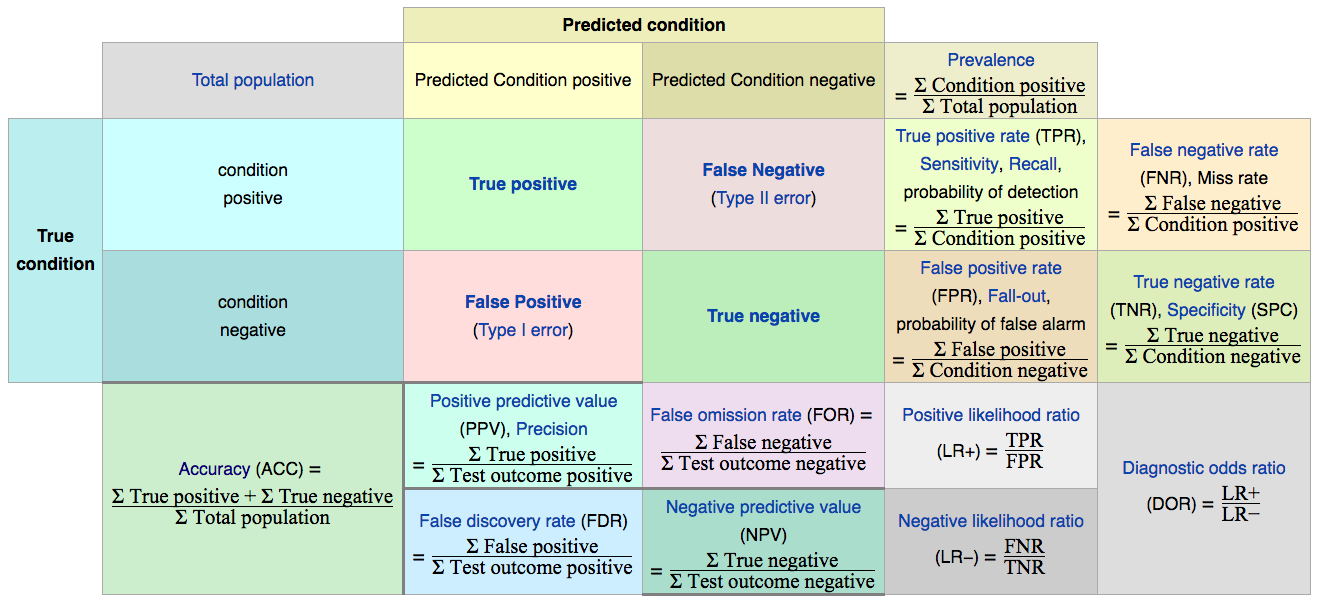 Predicted condition
Total population
Predicted Condition positive
Predicted Condition negative
Prevalence
= Σ Condition positive / Σ Total population
True
condition
condition
positive
True positive
False Negative
(Type II error)
True positive rate (TPR),
Sensitivity, Recall,
probability of detection
= Σ True positive / Σ Condition positive
False negative rate
(FNR), Miss rate
= Σ False negative / Σ Condition positive
condition
negative
False Positive
(Type I error)
True negative
False positive rate
(FPR), Fall-out,
probability of false alarm
= Σ False positive / Σ Condition negative
True negative rate
(TNR), Specificity (SPC)
= Σ True negative / Σ Condition negative
Accuracy (ACC) =
Σ True positive + Σ True negative / Σ Total population
Positive predictive value
(PPV), Precision
= Σ True positive / Σ Test outcome positive
False omission rate (FOR) =
Σ False negative / Σ Test outcome negative
Positive likelihood ratio
(LR+) = TPR / FPR
Diagnostic odds ratio
(DOR) = LR+ / LR−
False discovery rate (FDR)
= Σ False positive / Σ Test outcome positive
Negative predictive value
(NPV)
= Σ True negative / Σ Test outcome negative
Negative likelihood ratio
(LR−) = FNR / TNR